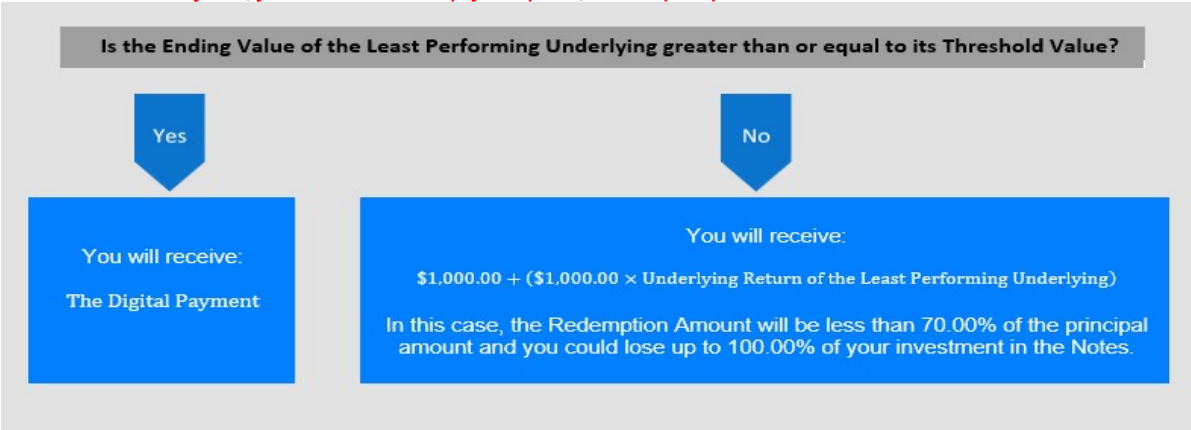 Is the Ending Value of the Least Performing Underlying greater than or equal to its Threshold Value?
Yes
No
You will receive:
The Digital Payment
You will receive:
$1,000.00 + ($1,000.00 × Underlying Return of the Least Performing Underlying)
In this case, the Redemption Amount will be less than 70.00% of the principal
amount and you could lose up to 100.00% of your investment in the Notes.